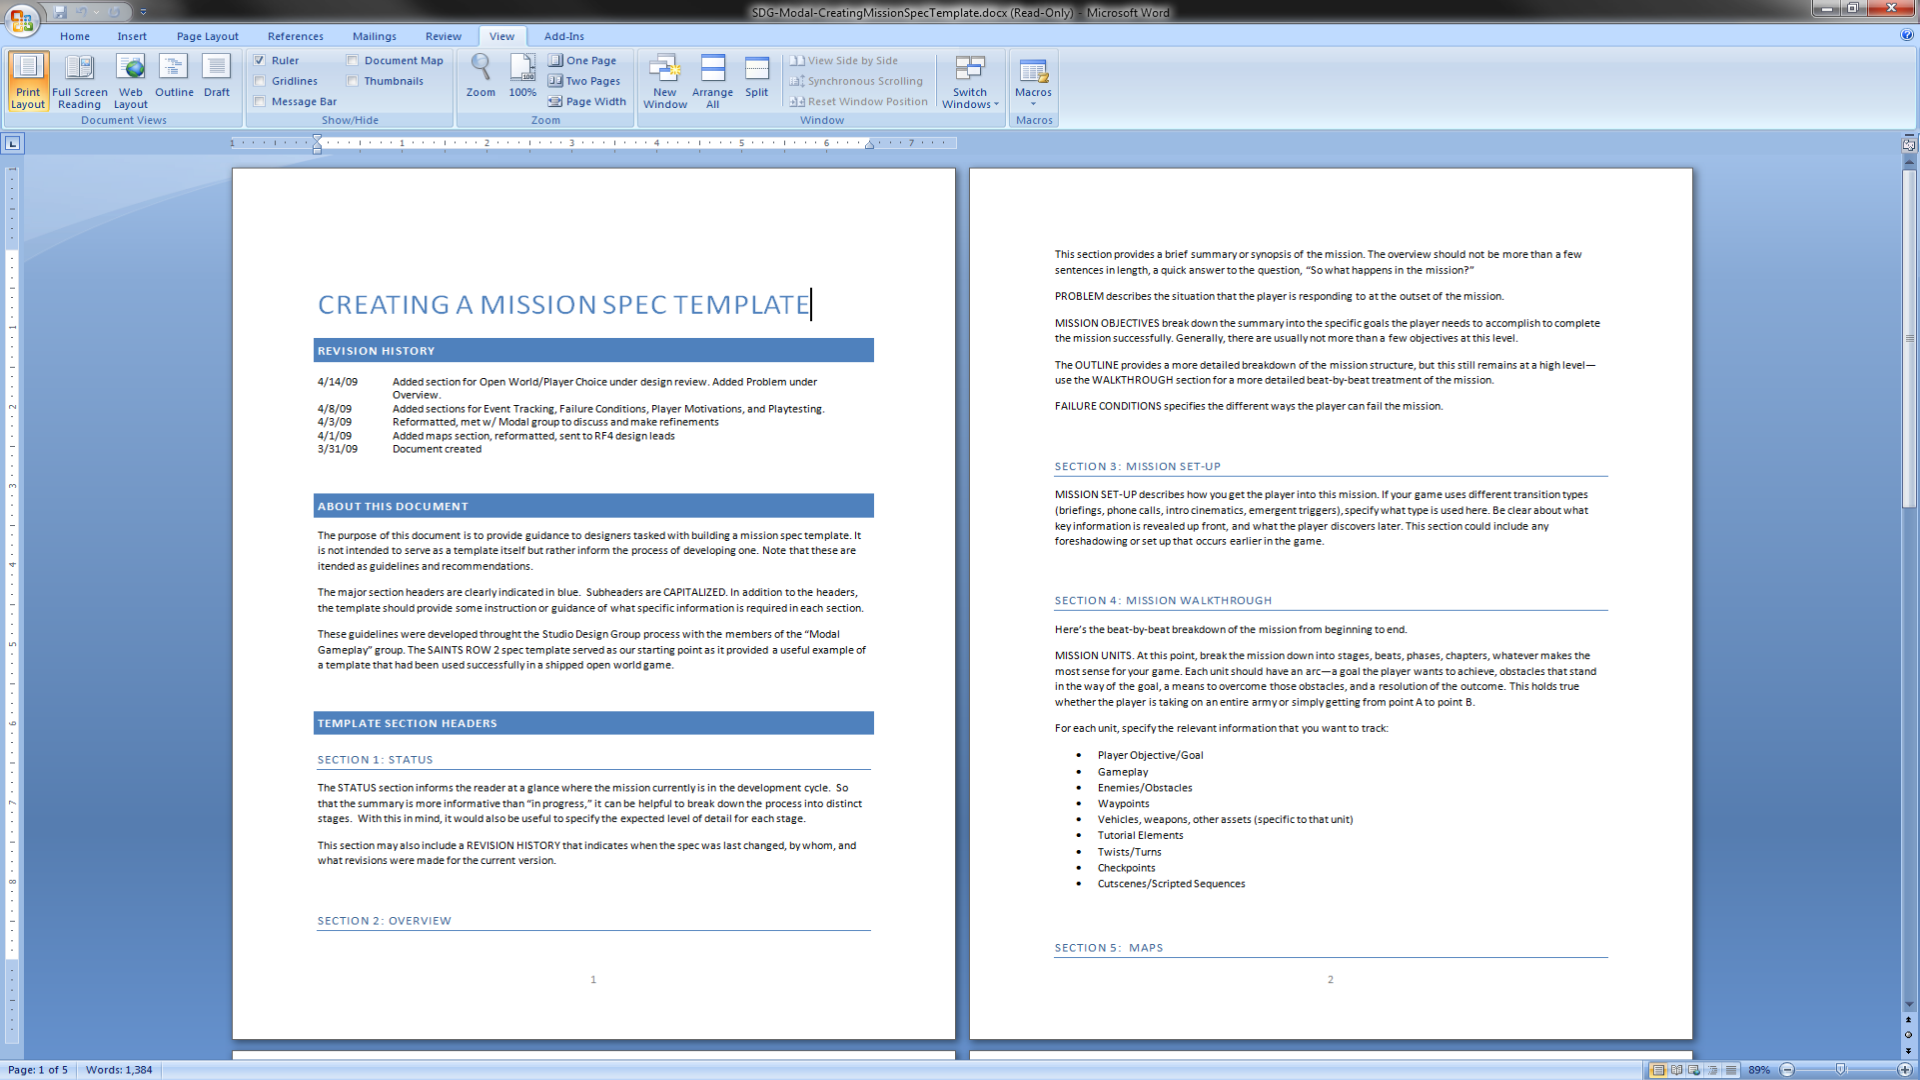 SDG-Modal-CreatingMissionSpecTemplate.docx (Read-Only) - Microsoft Word
Home Insert Page Layout References Mailings Review View Add-Ins
Print Layout
Full Screen Reading
Web Layout
Outline
Draft
Document Views
Ruler
Gridlines
Message Bar
Document Map
Thumbnails
Show/Hide
Zoom
100%
One Page
Two Pages
Page Width
Zoom
New Window
Arrange All
Split
View Side by Side
Synchronous Scrolling
Reset Window Position
Switch Windows
Window
Macros
Macros
1 1 2 3 4 5 6 7
CREATING A MISSION SPEC TEMPLATE
REVISION HISTORY
4/14/09 Added section for Open World/Player Choice under design review. Added Problem under
Overview.
4/8/09 Added sections for Event Tracking, Failure Conditions, Player Motivations, and Playtesting.
4/3/09 Reformatted, met w/ Modal group to discuss and make refinements
4/1/09 Added maps section, reformatted, sent to RF4 design leads
3/31/09 Document created
ABOUT THIS DOCUMENT
The purpose of this document is to provide guidance to designers tasked with building a mission spec template. It
is not intended to serve as a template itself but rather inform the process of developing one. Note that these are
itended as guidelines and recommendations.
The major section headers are clearly indicated in blue.  Subheaders are CAPITALIZED. In addition to the headers,
the template should provide some instruction or guidance of what specific information is required in each section.
These guidelines were developed throught the Studio Design Group process with the members of the “Modal
Gameplay” group. The SAINTS ROW 2 spec template served as our starting point as it provided a useful example of
a template that had been used successfully in a shipped open world game.
TEMPLATE SECTION HEADERS
SECTION 1: STATUS
The STATUS section informs the reader at a glance where the mission currently is in the development cycle.  So
that the summary is more informative than “in progress,” it can be helpful to break down the process into distinct
stages.  With this in mind, it would also be useful to specify the expected level of detail for each stage.
This section may also include a REVISION HISTORY that indicates when the spec was last changed, by whom, and
what revisions were made for the current version.
SECTION 2: OVERVIEW
1
This section provides a brief summary or synopsis of the mission. The overview should not be more than a few
sentences in length, a quick answer to the question, “So what happens in the mission?”
PROBLEM describes the situation that the player is responding to at the outset of the mission.
MISSION OBJECTIVES break down the summary into the specific goals the player needs to accomplish to complete
the mission successfully. Generally, there are usually not more than a few objectives at this level.
The OUTLINE provides a more detailed breakdown of the mission structure, but this still remains at a high level—
use the WALKTHROUGH section for a more detailed beat-by-beat treatment of the mission.
FAILURE CONDITIONS specifies the different ways the player can fail the mission.
SECTION 3: MISSION SET-UP
MISSION SET-UP describes how you get the player into this mission. If your game uses different transition types
(briefings, phone calls, intro cinematics, emergent triggers), specify what type is used here. Be clear about what
key information is revealed up front, and what the player discovers later. This section could include any
foreshadowing or set up that occurs earlier in the game.
SECTION 4: MISSION WALKTHROUGH
Here’s the beat-by-beat breakdown of the mission from beginning to end.
MISSION UNITS. At this point, break the mission down into stages, beats, phases, chapters, whatever makes the
most sense for your game. Each unit should have an arc—a goal the player wants to achieve, obstacles that stand
in the way of the goal, a means to overcome those obstacles, and a resolution of the outcome. This holds true
whether the player is taking on an entire army or simply getting from point A to point B.
For each unit, specify the relevant information that you want to track:
• Player Objective/Goal
• Gameplay
• Enemies/Obstacles
• Waypoints
• Vehicles, weapons, other assets (specific to that unit)
• Tutorial Elements
• Twists/Turns
• Checkpoints
• Cutscenes/Scripted Sequences
SECTION 5:  MAPS
2
Page: 1 of 5 Words: 1,384 89%